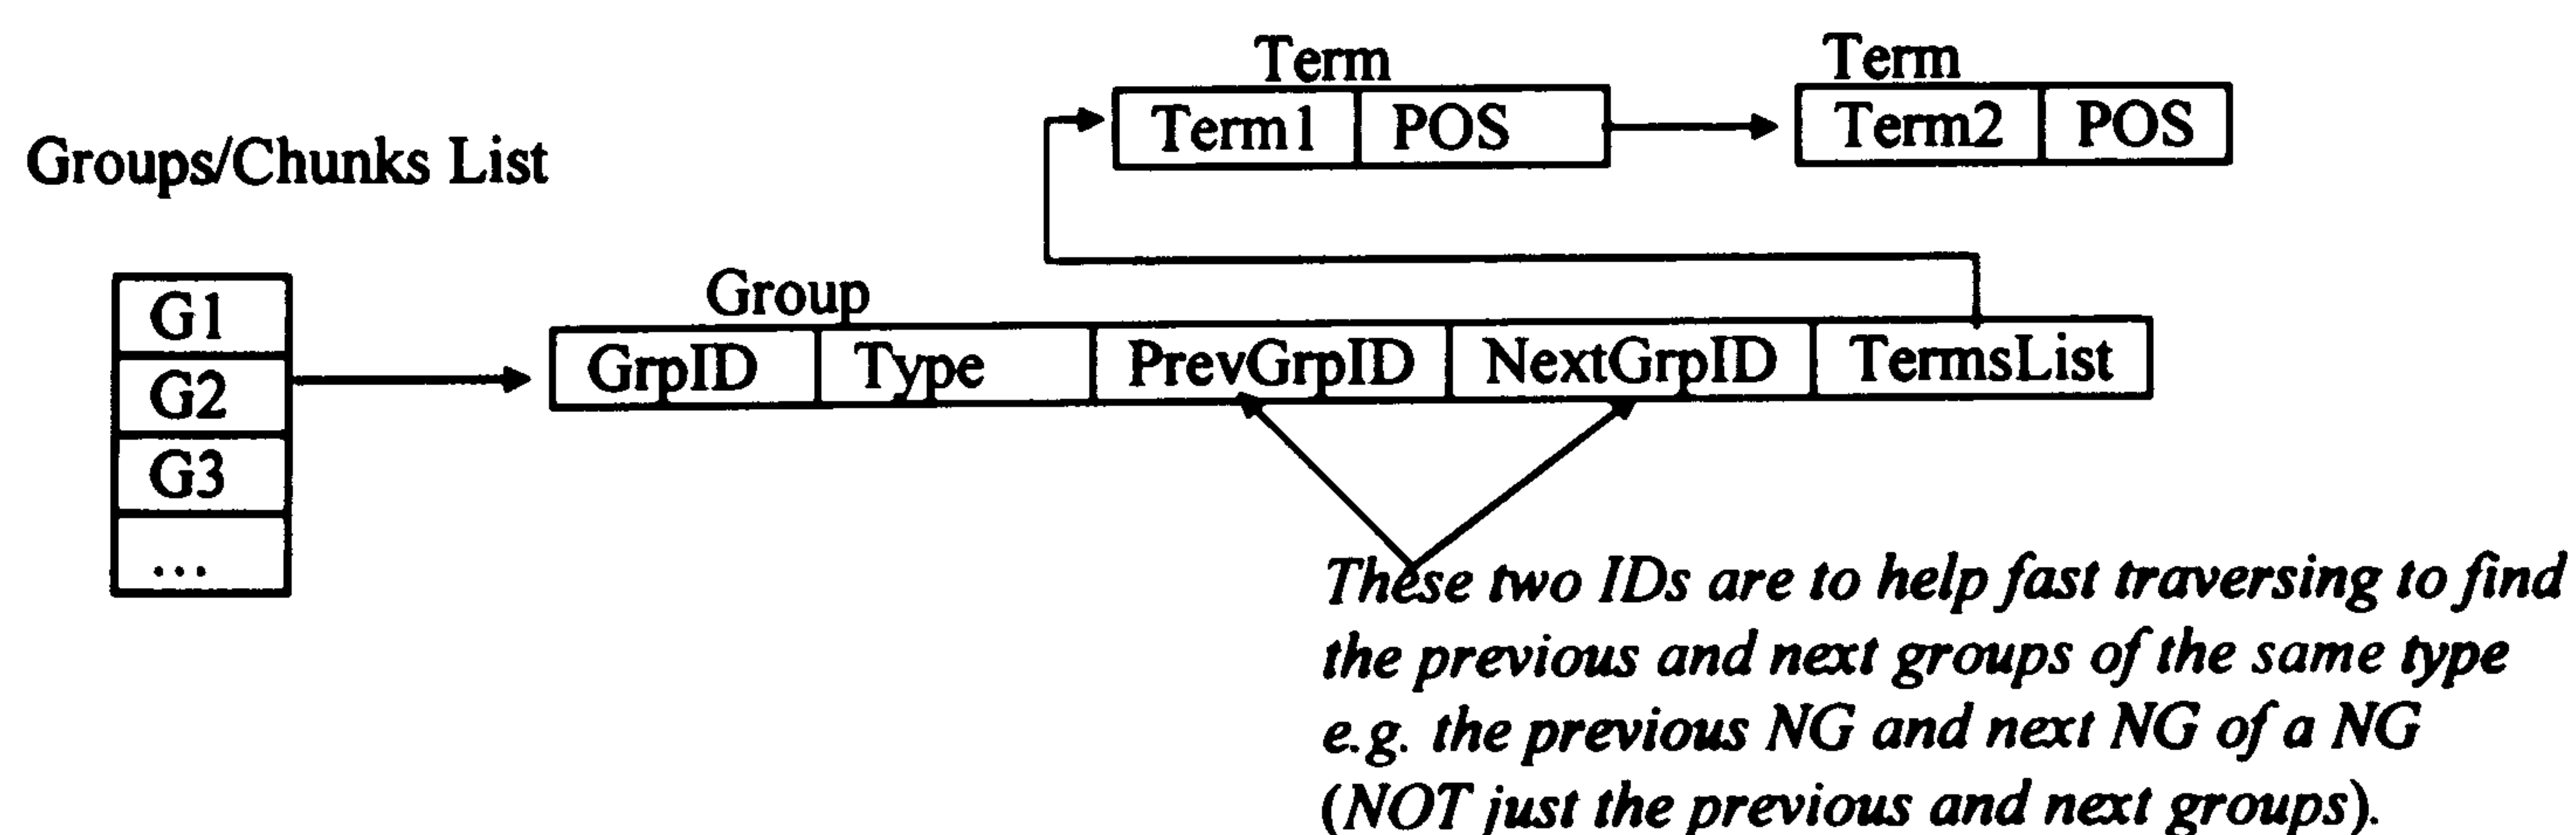 Term Term
Term1 POS Term2 POS
Groups/Chunks List
Group
G1
GrpID Type PrevGrpID NextGrpID TermsList
G2
G3
...
These two IDs are to help fast traversing to find
the previous and next groups of the same type
e.g. the previous NG and next NG of a NG
(NOT just the previous and next groups).